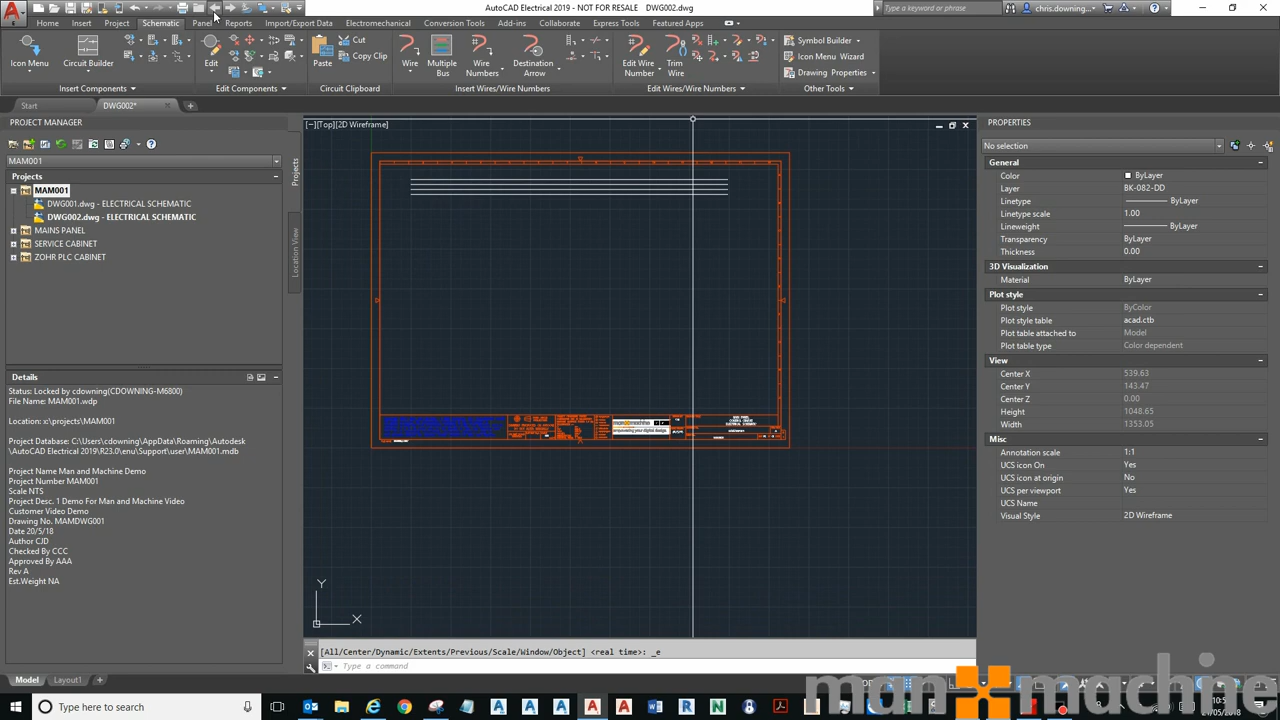 AutoCAD Electrical 2019 - NOT FOR RESALE DWG002.dwg
Type a keyword or phrase
chris.downing...
Home Insert Project Schematic Panel Reports Import/Export Data Electromechanical Conversion Tools Add-ins Collaborate Express Tools Featured Apps
Icon Menu
Circuit Builder
Insert Components
Edit
Edit Components
Paste
Cut
Copy Clip
Circuit Clipboard
Wire
Multiple Bus
Wire Numbers
Destination Arrow
Insert Wires/Wire Numbers
Edit Wire Number
Trim Wire
Edit Wires/Wire Numbers
Symbol Builder
Icon Menu Wizard
Drawing Properties
Other Tools
Start
DWG002*
PROJECT MANAGER
MAM001
Projects
MAM001
DWG001.dwg - ELECTRICAL SCHEMATIC
DWG002.dwg - ELECTRICAL SCHEMATIC
MAINS PANEL
SERVICE CABINET
ZOHR PLC CABINET
Projects
Location View
Details
Status: Locked by cdowning(CDOWNING-M6800)
File Name: MAM001.wdp
Location :e\projects\MAM001
Project Database: C:\Users\cdowning\AppData\Roaming\Autodesk
\AutoCAD Electrical 2019\R23.0\enu\Support\user\MAM001.mdb
Project Name Man and Machine Demo
Project Number MAM001
Scale NTS
Project Desc. 1 Demo For Man and Machine Video
Customer Video Demo
Drawing No. MAMDWG001
Date 20/5/18
Author CJD
Checked By CCC
Approved By AAA
Rev A
Est.Weight NA
[−][Top][2D Wireframe]
Y
X
[All/Center/Dynamic/Extents/Previous/Scale/Window/Object] <real time>: _e
Type a command
Model
Layout1
PROPERTIES
No selection
General
Color ByLayer
Layer BK-082-DD
Linetype ByLayer
Linetype scale 1.00
Lineweight ByLayer
Transparency ByLayer
Thickness 0.00
3D Visualization
Material ByLayer
Plot style
Plot style ByColor
Plot style table acad.ctb
Plot table attached to Model
Plot table type Color dependent
View
Center X 539.63
Center Y 143.47
Center Z 0.00
Height 1048.65
Width 1353.05
Misc
Annotation scale 1:1
UCS icon On Yes
UCS icon at origin No
UCS per viewport Yes
UCS Name
Visual Style 2D Wireframe
Type here to search
man machine